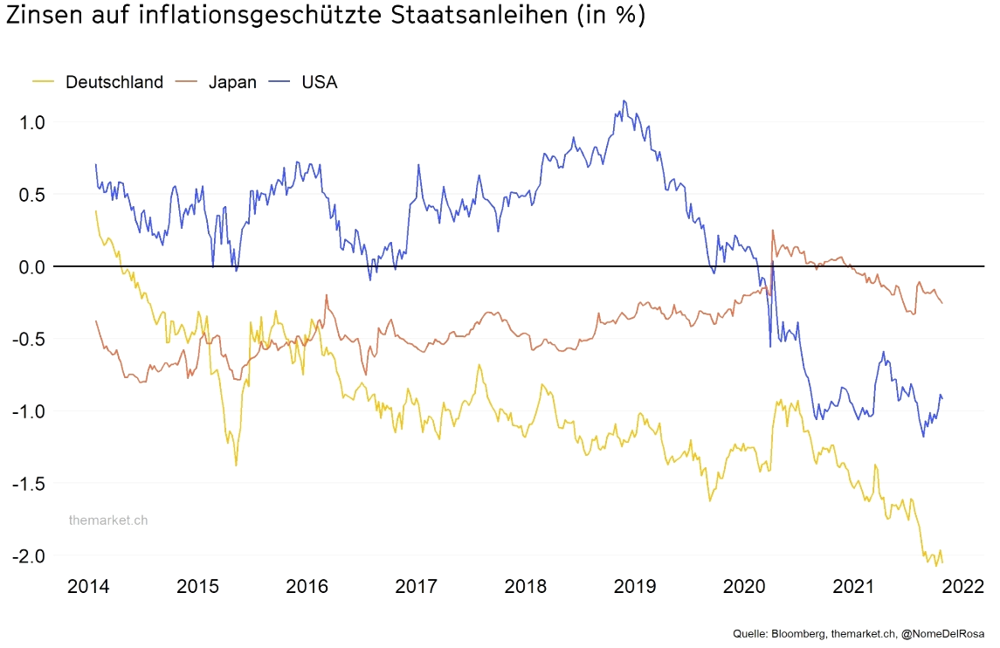 Zinsen auf inflationsgeschützte Staatsanleihen (in %)
Deutschland Japan USA
1.0
0.5
0.0
-0.5
-1.0
-1.5
themarket.ch
-2.0
2014 2015 2016 2017 2018 2019 2020 2021 2022
Quelle: Bloomberg, themarket.ch, @NomeDelRosa